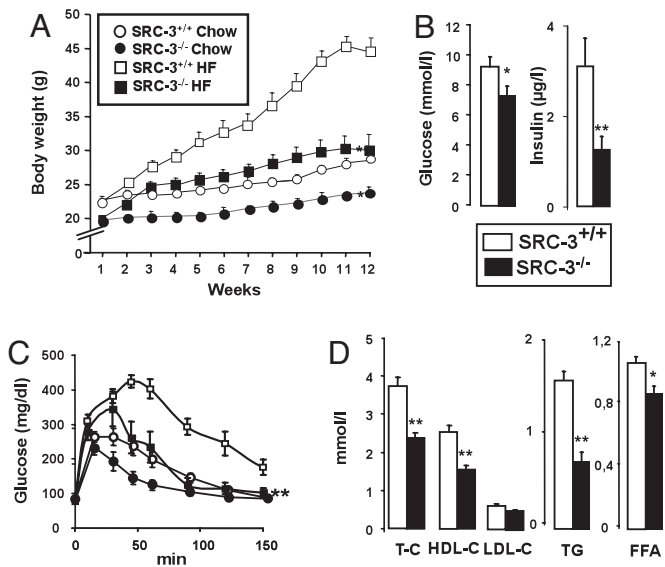 A
SRC-3+/+ Chow
SRC-3-/- Chow
SRC-3+/+ HF
SRC-3-/- HF
Body weight (g)
50
45
40
35
30
25
20
0
*
*
1 2 3 4 5 6 7 8 9 10 11 12
Weeks
B
Glucose (mmol/l)
12
10
8
6
4
2
0
*
Insulin (µg/l)
4
2
0
**
SRC-3+/+
SRC-3-/-
C
Glucose (mg/dl)
500
400
300
200
100
0
**
0 50 100 150
min
D
mmol/l
5
4
3
2
1
0
**
**
T-C HDL-C LDL-C
2
1
0
**
TG
1,2
0,8
0,4
0
*
FFA